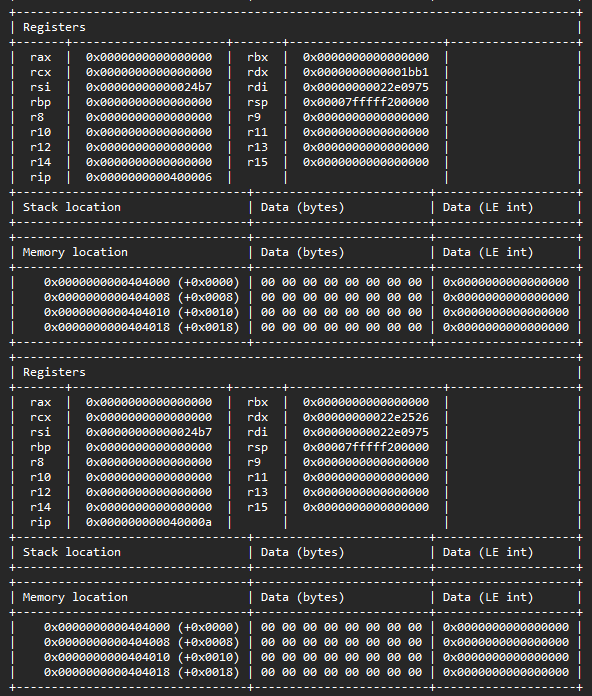 Registers
rax | 0x0000000000000000 | rbx | 0x0000000000000000 |
rcx | 0x0000000000000000 | rdx | 0x0000000000001bb1 |
rsi | 0x00000000000024b7 | rdi | 0x00000000022e0975 |
rbp | 0x0000000000000000 | rsp | 0x00007fffff200000 |
r8 | 0x0000000000000000 | r9 | 0x0000000000000000 |
r10 | 0x0000000000000000 | r11 | 0x0000000000000000 |
r12 | 0x0000000000000000 | r13 | 0x0000000000000000 |
r14 | 0x0000000000000000 | r15 | 0x0000000000000000 |
rip | 0x0000000000400006 | | |
Stack location | Data (bytes) | Data (LE int)
Memory location | Data (bytes) | Data (LE int)
0x0000000000404000 (+0x0000) | 00 00 00 00 00 00 00 00 | 0x0000000000000000
0x0000000000404008 (+0x0008) | 00 00 00 00 00 00 00 00 | 0x0000000000000000
0x0000000000404010 (+0x0010) | 00 00 00 00 00 00 00 00 | 0x0000000000000000
0x0000000000404018 (+0x0018) | 00 00 00 00 00 00 00 00 | 0x0000000000000000
Registers
rax | 0x0000000000000000 | rbx | 0x0000000000000000 |
rcx | 0x0000000000000000 | rdx | 0x00000000022e2526 |
rsi | 0x00000000000024b7 | rdi | 0x00000000022e0975 |
rbp | 0x0000000000000000 | rsp | 0x00007fffff200000 |
r8 | 0x0000000000000000 | r9 | 0x0000000000000000 |
r10 | 0x0000000000000000 | r11 | 0x0000000000000000 |
r12 | 0x0000000000000000 | r13 | 0x0000000000000000 |
r14 | 0x0000000000000000 | r15 | 0x0000000000000000 |
rip | 0x000000000040000a | | |
Stack location | Data (bytes) | Data (LE int)
Memory location | Data (bytes) | Data (LE int)
0x0000000000404000 (+0x0000) | 00 00 00 00 00 00 00 00 | 0x0000000000000000
0x0000000000404008 (+0x0008) | 00 00 00 00 00 00 00 00 | 0x0000000000000000
0x0000000000404010 (+0x0010) | 00 00 00 00 00 00 00 00 | 0x0000000000000000
0x0000000000404018 (+0x0018) | 00 00 00 00 00 00 00 00 | 0x0000000000000000